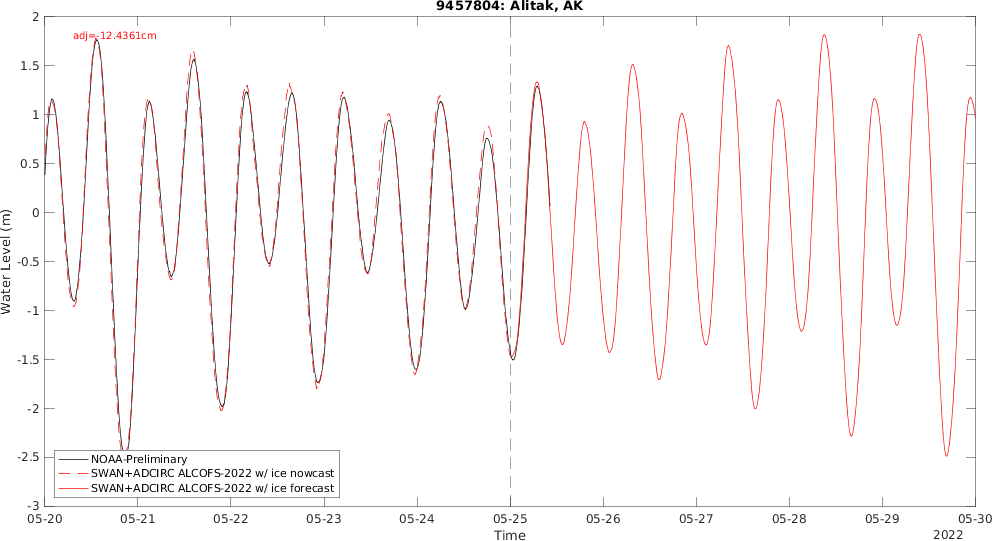 9457804: Alitak, AK
adj=-12.4361cm
Water Level (m)
2
1.5
1
0.5
0
-0.5
-1
-1.5
-2
-2.5
-3
NOAA-Preliminary
SWAN+ADCIRC ALCOFS-2022 w/ ice nowcast
SWAN+ADCIRC ALCOFS-2022 w/ ice forecast
05-20 05-21 05-22 05-23 05-24 05-25 05-26 05-27 05-28 05-29 05-30
Time
2022